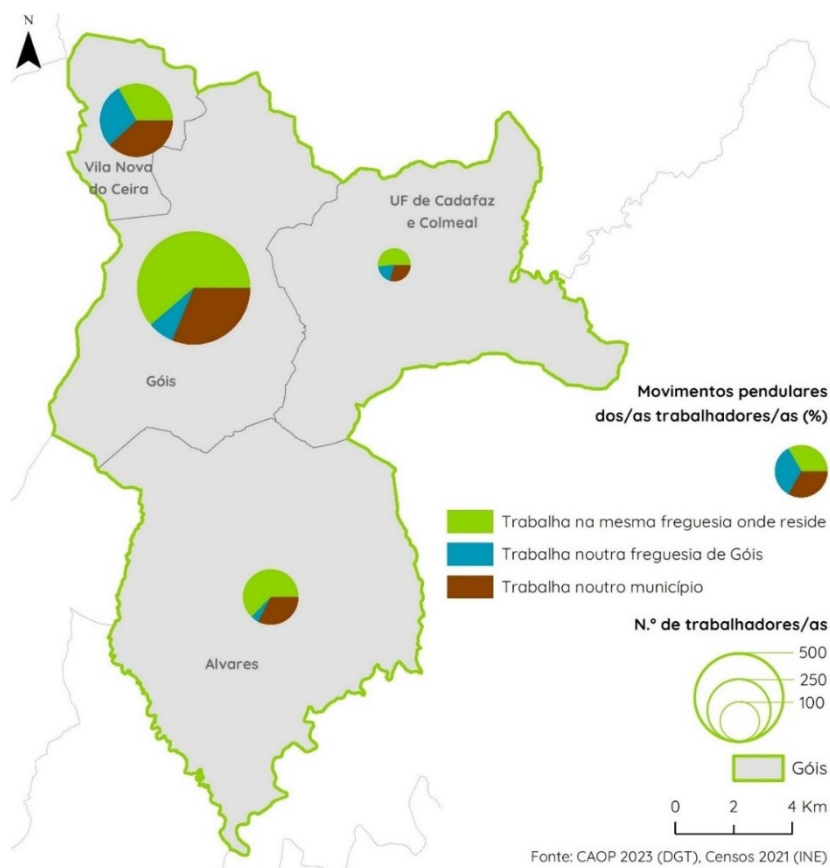 N
Vila Nova
do Ceira
UF de Cadafaz
e Colmeal
Góis
Alvares
Movimentos pendulares
dos/as trabalhadores/as (%)
Trabalha na mesma freguesia onde reside
Trabalha noutra freguesia de Góis
Trabalha noutro município
N.º de trabalhadores/as
500
250
100
Góis
0 2 4 Km
Fonte: CAOP 2023 (DGT), Censos 2021 (INE)